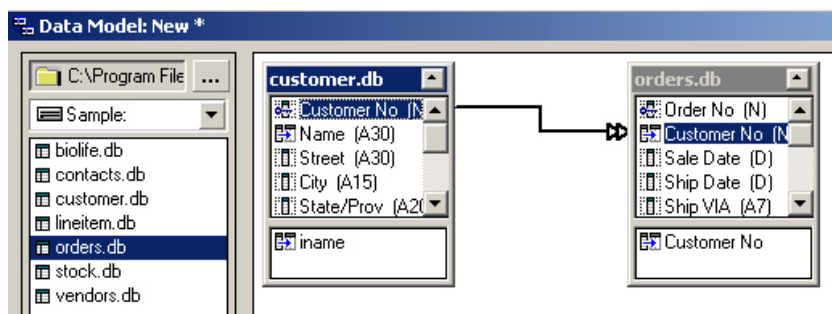 Data Model: New *
C:\Program File ...
Sample:
biolife.db
contacts.db
customer.db
lineitem.db
orders.db
stock.db
vendors.db
customer.db
Customer No (N
Name (A30)
Street (A30)
City (A15)
State/Prov (A20
iname
orders.db
Order No (N)
Customer No (N
Sale Date (D)
Ship Date (D)
Ship VIA (A7)
Customer No